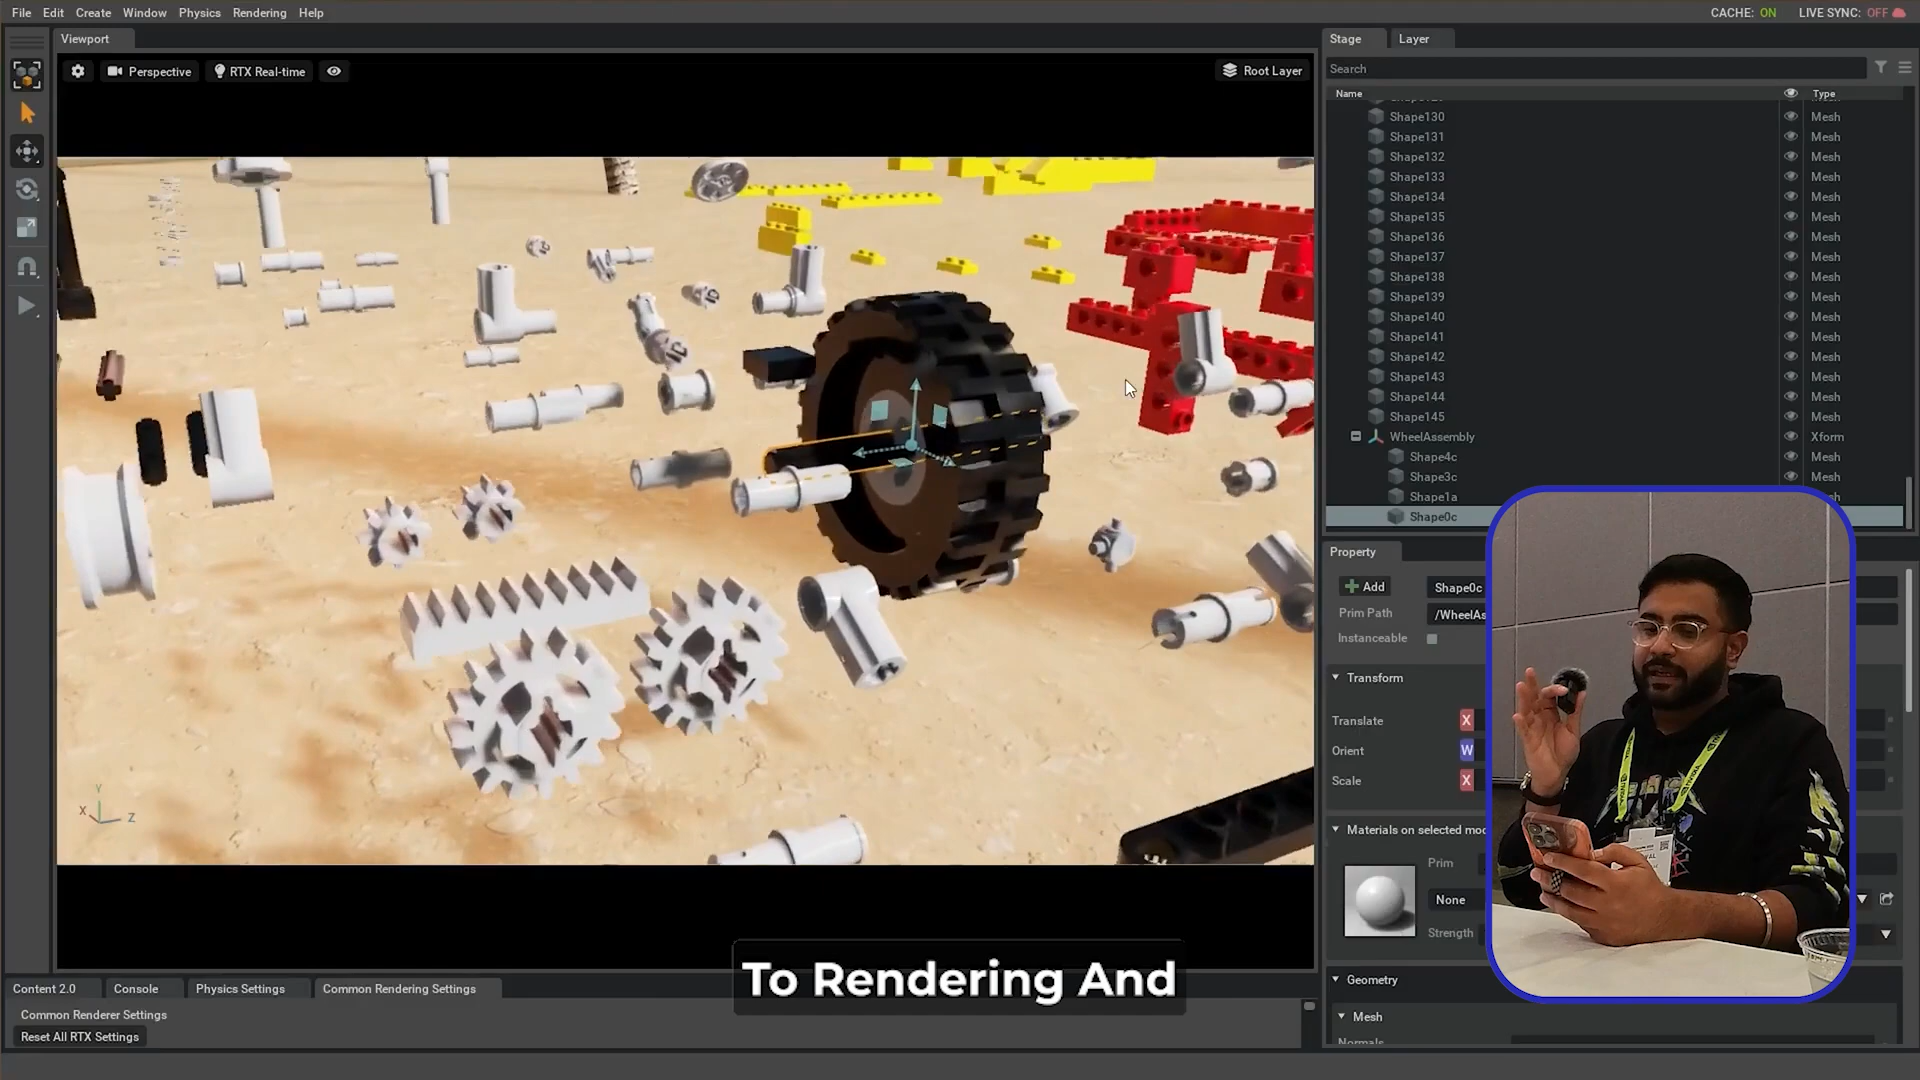 File Edit Create Window Physics Rendering Help
CACHE: ON LIVE SYNC: OFF
Viewport
Stage Layer
Perspective RTX Real-time Root Layer
Search
Name Type
Shape130 Mesh
Shape131 Mesh
Shape132 Mesh
Shape133 Mesh
Shape134 Mesh
Shape135 Mesh
Shape136 Mesh
Shape137 Mesh
Shape138 Mesh
Shape139 Mesh
Shape140 Mesh
Shape141 Mesh
Shape142 Mesh
Shape143 Mesh
Shape144 Mesh
Shape145 Mesh
WheelAssembly Xform
Shape4c Mesh
Shape3c Mesh
Shape1a
Shape0c
Property
Add Shape0c
Prim Path /WheelAs
Instanceable
Transform
Translate X
Orient W
Scale X
Materials on selected mod
Prim
None
Strength
Geometry
Mesh
Normals
Y
X Z
To Rendering And
Content 2.0 Console Physics Settings Common Rendering Settings
Common Renderer Settings
Reset All RTX Settings